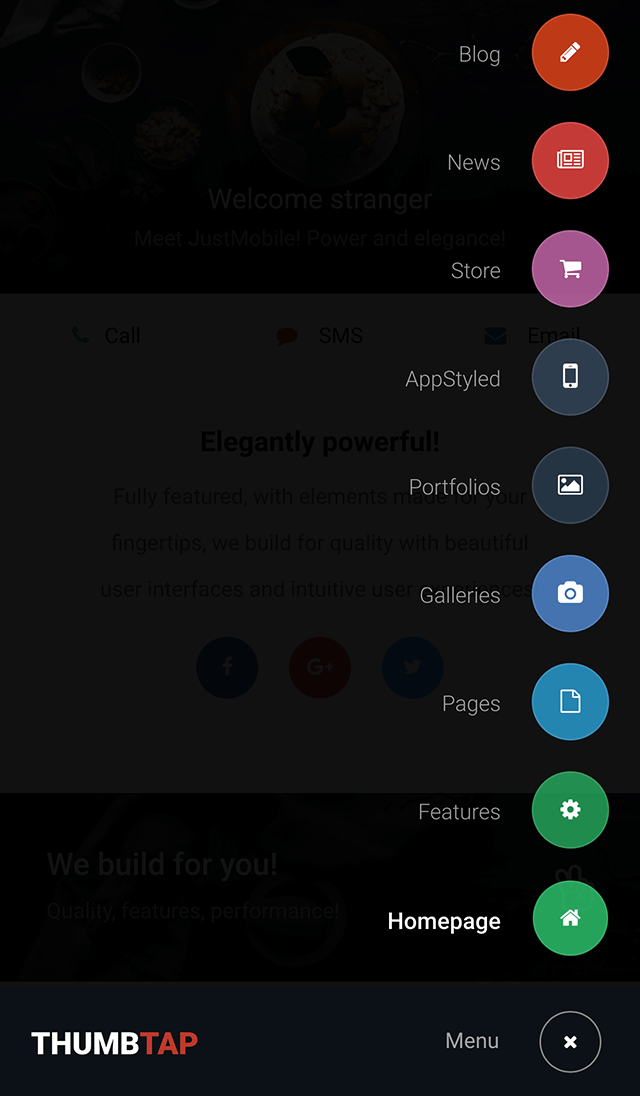 Blog
News
Welcome stranger
Meet JustMobile! Power and elegance!
Store
Call
SMS
Email
AppStyled
Elegantly powerful!
Portfolios
Fully featured, with elements made for your
fingertips, we build for quality with beautiful
user interfaces and intuitive user experiences
Galleries
G+
Pages
Features
We build for you!
Quality, features, performance!
Homepage
THUMBTAP
Menu